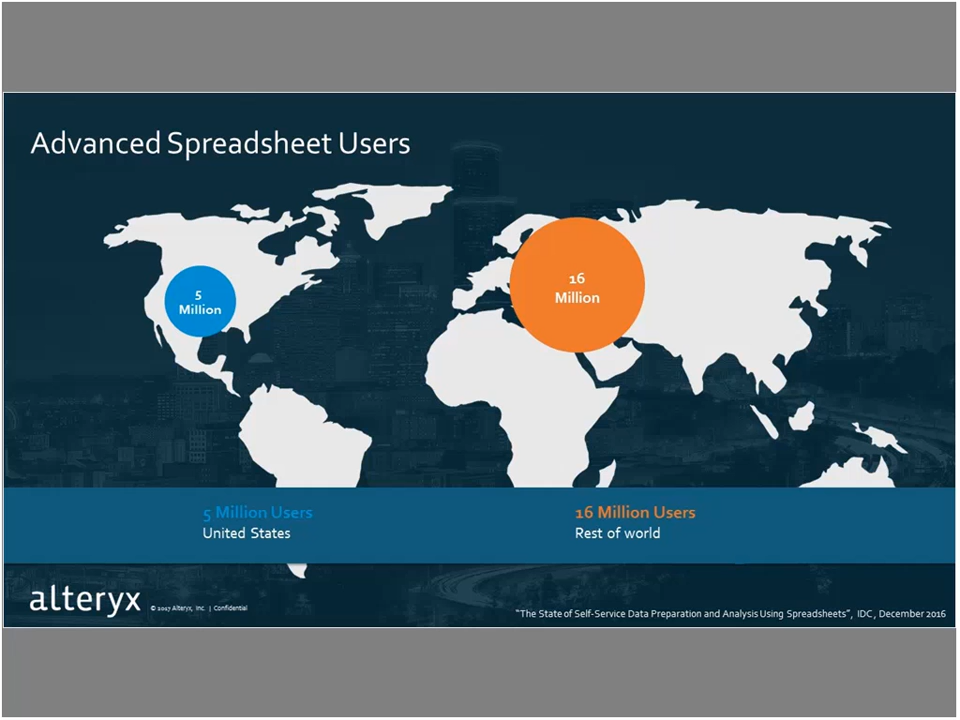 Advanced Spreadsheet Users
5
Million
16
Million
5 Million Users
United States
16 Million Users
Rest of world
alteryx
© 2017 Alteryx, Inc. | Confidential
"The State of Self-Service Data Preparation and Analysis Using Spreadsheets", IDC, December 2016